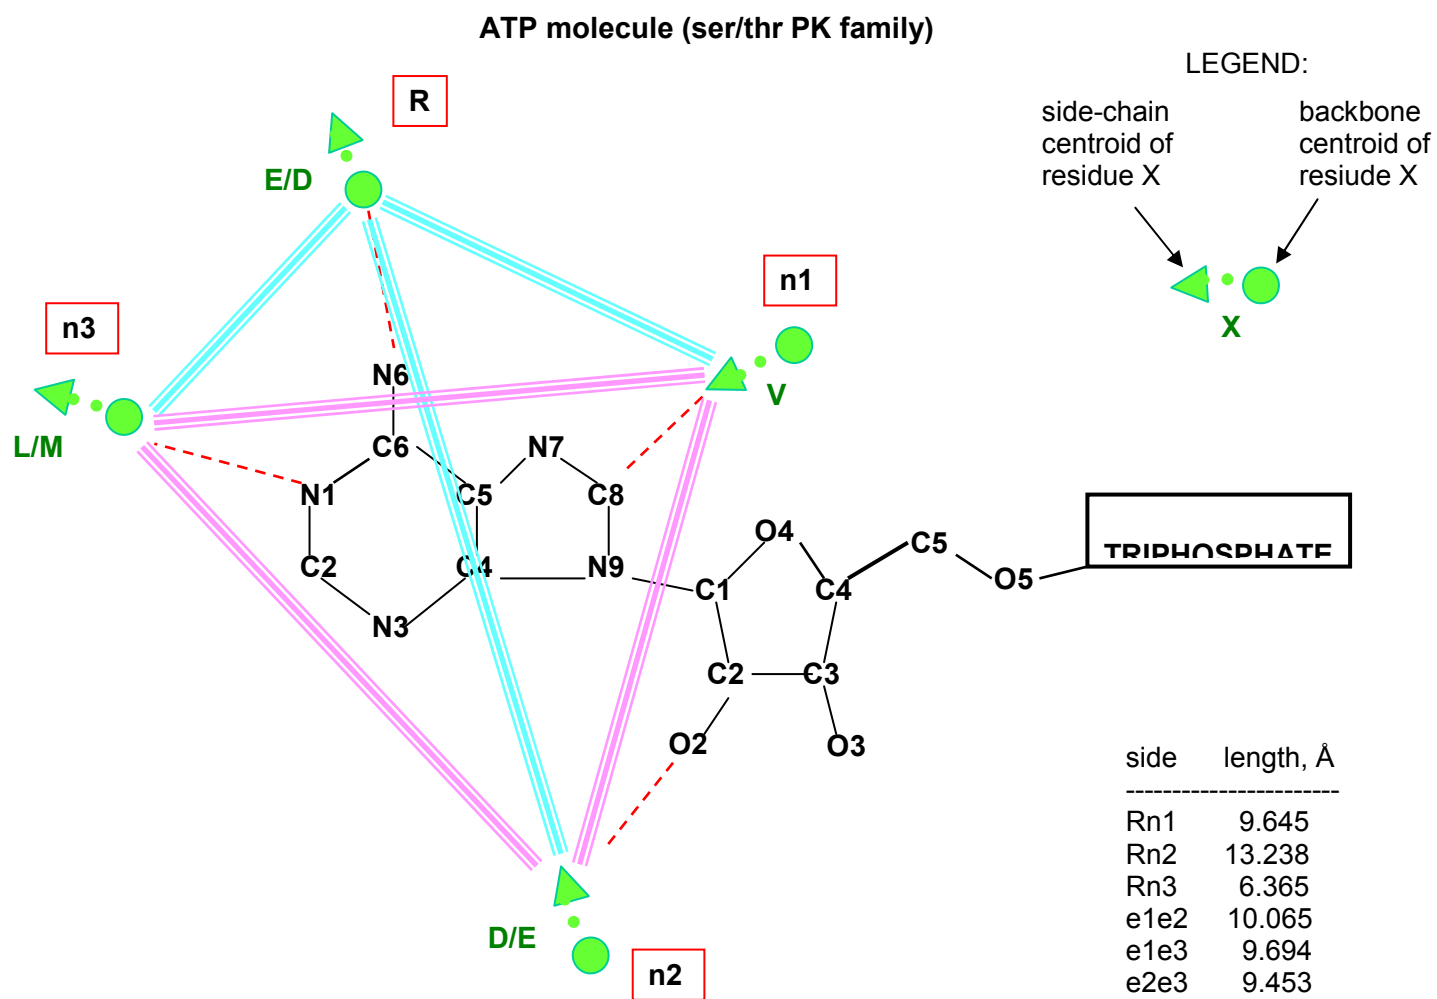 ATP molecule (ser/thr PK family)
LEGEND:
side-chain
centroid of
residue X
backbone
centroid of
resiude X
X
R
E/D
n1
V
n3
L/M
N6
C6
N7
N1
C5
C8
C2
C4
N9
N3
O4
C5
O5
TRIPHOSPHATE
C1
C4
C2
C3
O2
O3
D/E
n2
side length, Å
-----------------------
Rn1 9.645
Rn2 13.238
Rn3 6.365
e1e2 10.065
e1e3 9.694
e2e3 9.453